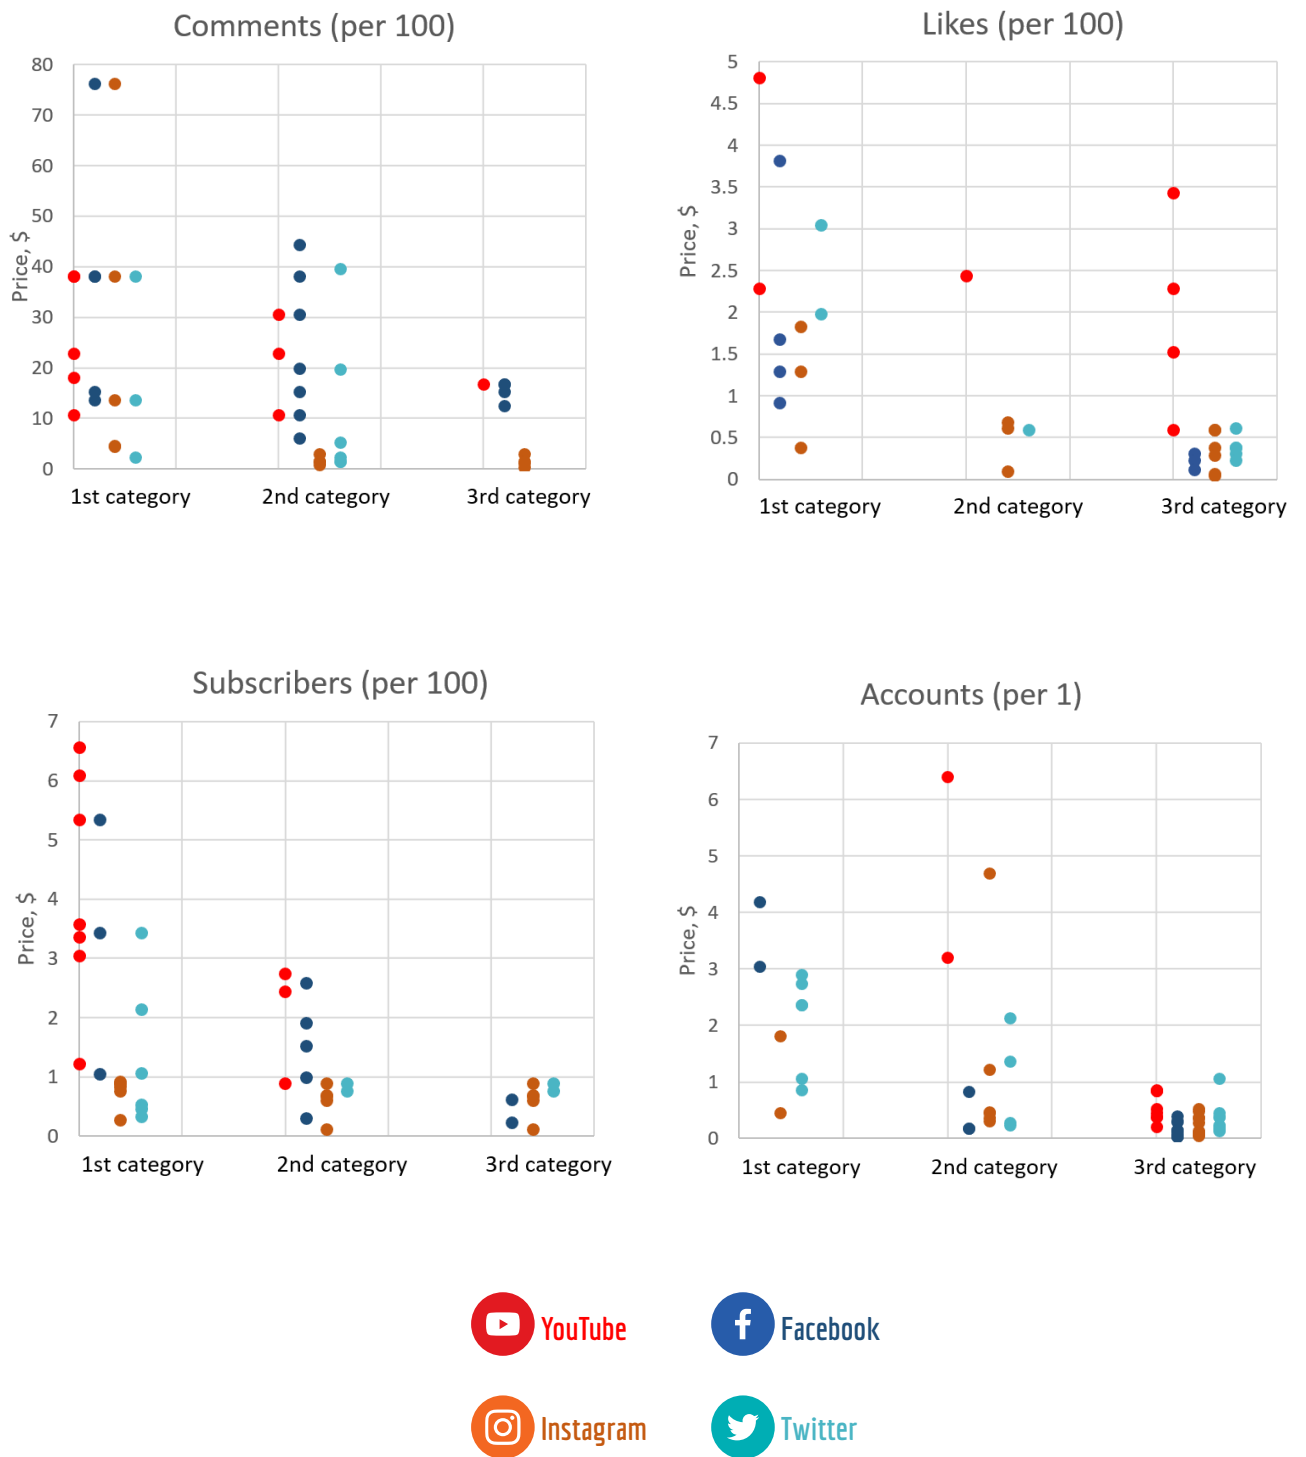 Comments (per 100)
Price, $
80
70
60
50
40
30
20
10
0
1st category 2nd category 3rd category
Likes (per 100)
Price, $
5
4.5
4
3.5
3
2.5
2
1.5
1
0.5
0
1st category 2nd category 3rd category
Subscribers (per 100)
Price, $
7
6
5
4
3
2
1
0
1st category 2nd category 3rd category
Accounts (per 1)
Price, $
7
6
5
4
3
2
1
0
1st category 2nd category 3rd category
YouTube Facebook
Instagram Twitter